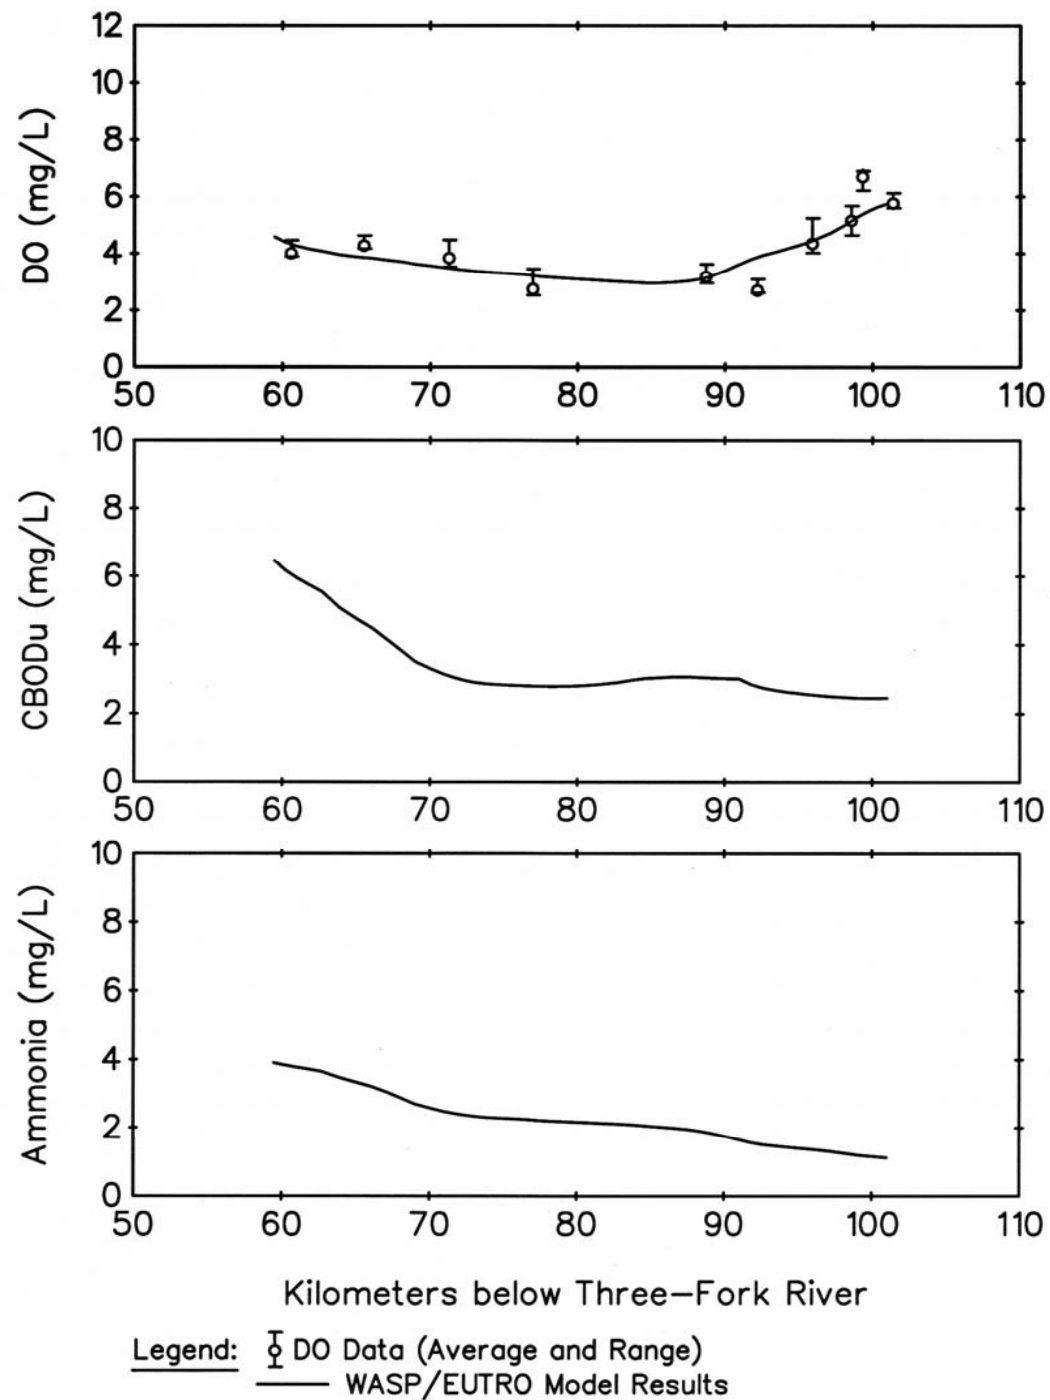 12
10
8
6
4
2
0
DO (mg/L)
50 60 70 80 90 100 110
10
8
6
4
2
0
CBODu (mg/L)
50 60 70 80 90 100 110
10
8
6
4
2
0
Ammonia (mg/L)
50 60 70 80 90 100 110
Kilometers below Three-Fork River
Legend: DO Data (Average and Range)
WASP/EUTRO Model Results